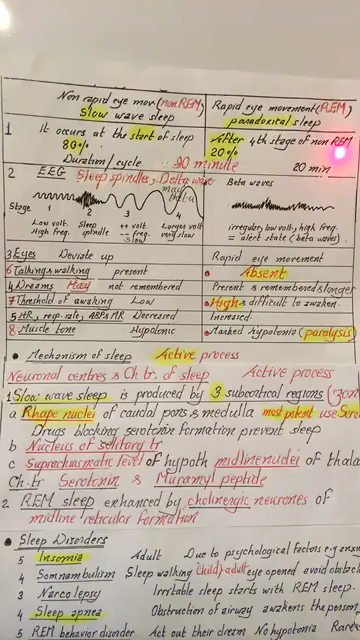 Non rapid eye mov.(nonREM) Rapid eye movement(REM)
Slow wave sleep paradoxital sleep
1 It occurs at the start of sleep After 4th stage of non REM
80% 20%
Duration/cycle 90 minute 20 min
2 EEG Sleep spindles, Delta wave Beta waves
Stage 1 2 3 4
Low volt. Sleep ++ volt Largest volt irregular, low volt, high freq.
High freq. spindle -- freq. very slow = alert state (beta waves).
slow
3 Eyes Deviate up Rapid eye movement
6 Talking & walking present Absent
4 Dreams May not remembered Present & remembered & longer
7 Threshold of awaking Low High & difficult to awaken.
5 HR, resp. rate, ABP & MR Decreased Increased
8 Muscle tone Hypotonic Marked hypotonia (paralysis)
Mechanism of sleep Active process
Neuronal centres & Ch. tr. of sleep Active process
1 Slow wave sleep is produced by 3 subcortical regions
a Rhape nuclei of caudal pons & medulla most potent use
Drugs blocking serotonin formation prevent sleep
b Nucleus of solitary tr
c Suprachiasmatic level of hypoth midline nuclei of thala
Ch.tr Serotonin & Muramyl peptide
2 REM sleep enhanced by cholinergic neurones of
midline reticular formation
Sleep Disorders
5 Insomia Adult Due to psychological factors eg anxi
4 Somnambulism Sleep walking child, adult eye opened avoid obstac
3 Narcolepsy Irritable sleep starts with REM sleep.
4 Sleep apnea Obstruction of airway awakens the person.
5 REM behavior disorder Act out their dream No hypotonia Rare